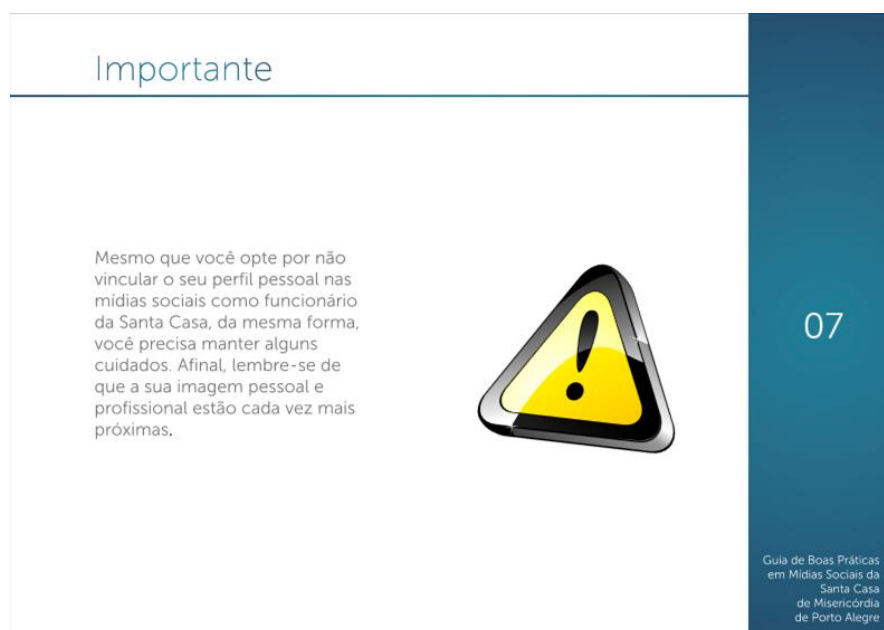 Importante
Mesmo que você opte por não
vincular o seu perfil pessoal nas
mídias sociais como funcionário
da Santa Casa, da mesma forma,
você precisa manter alguns
cuidados. Afinal, lembre-se de
que a sua imagem pessoal e
profissional estão cada vez mais
próximas.
07
Guia de Boas Práticas
em Mídias Sociais da
Santa Casa
de Misericórdia
de Porto Alegre